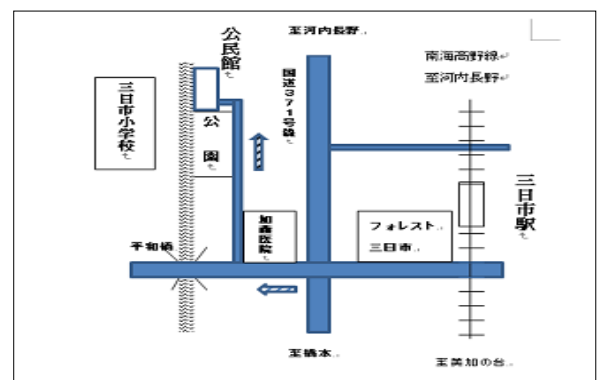 至河内長野
公民館
南海高野線
至河内長野
国道371号線
三日市小学校
公園
三日市駅
加森医院
フォレスト
三日市
平和橋
至橋本
至美加の台